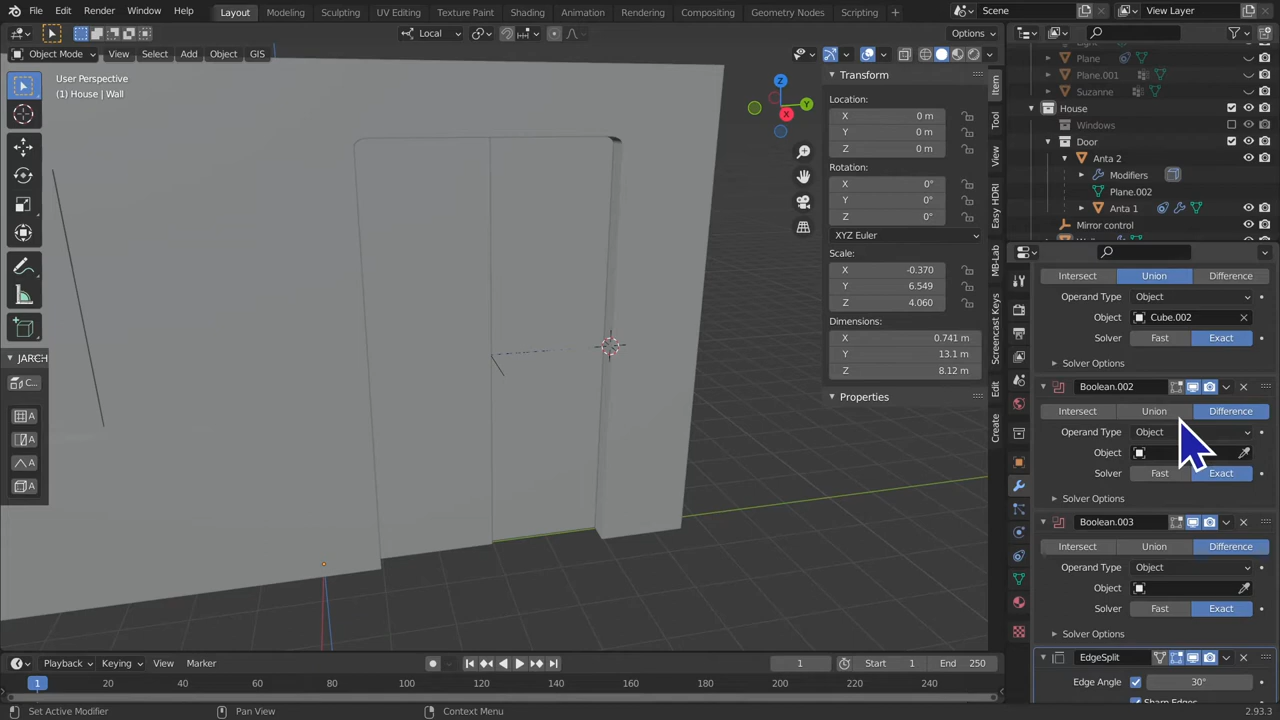 File Edit Render Window Help Layout Modeling Sculpting UV Editing Texture Paint Shading Animation Rendering Compositing Geometry Nodes Scripting + Scene View Layer
Local Options
Object Mode View Select Add Object GIS
User Perspective
(1) House | Wall
Z
Y
X
JARCH
C...
A
A
A
A
Transform
Location:
X 0 m
Y 0 m
Z 0 m
Rotation:
X 0°
Y 0°
Z 0°
XYZ Euler
Scale:
X -0.370
Y 6.549
Z 4.060
Dimensions:
X 0.741 m
Y 13.1 m
Z 8.12 m
Properties
Item
Tool
View
Easy HDRI
MB-Lab
Screencast Keys
Edit
Create
Plane
Plane.001
Suzanne
House
Windows
Door
Anta 2
Modifiers
Plane.002
Anta 1
Mirror control
Intersect Union Difference
Operand Type Object
Object Cube.002
Solver Fast Exact
Solver Options
Boolean.002
Intersect Union Difference
Operand Type Object
Object
Solver Fast Exact
Solver Options
Boolean.003
Intersect Union Difference
Operand Type Object
Object
Solver Fast Exact
Solver Options
EdgeSplit
Edge Angle 30°
Sharp Edges
Playback Keying View Marker 1 Start 1 End 250
1 20 40 60 80 100 120 140 160 180 200 220 240
Set Active Modifier Pan View Context Menu 2.93.3